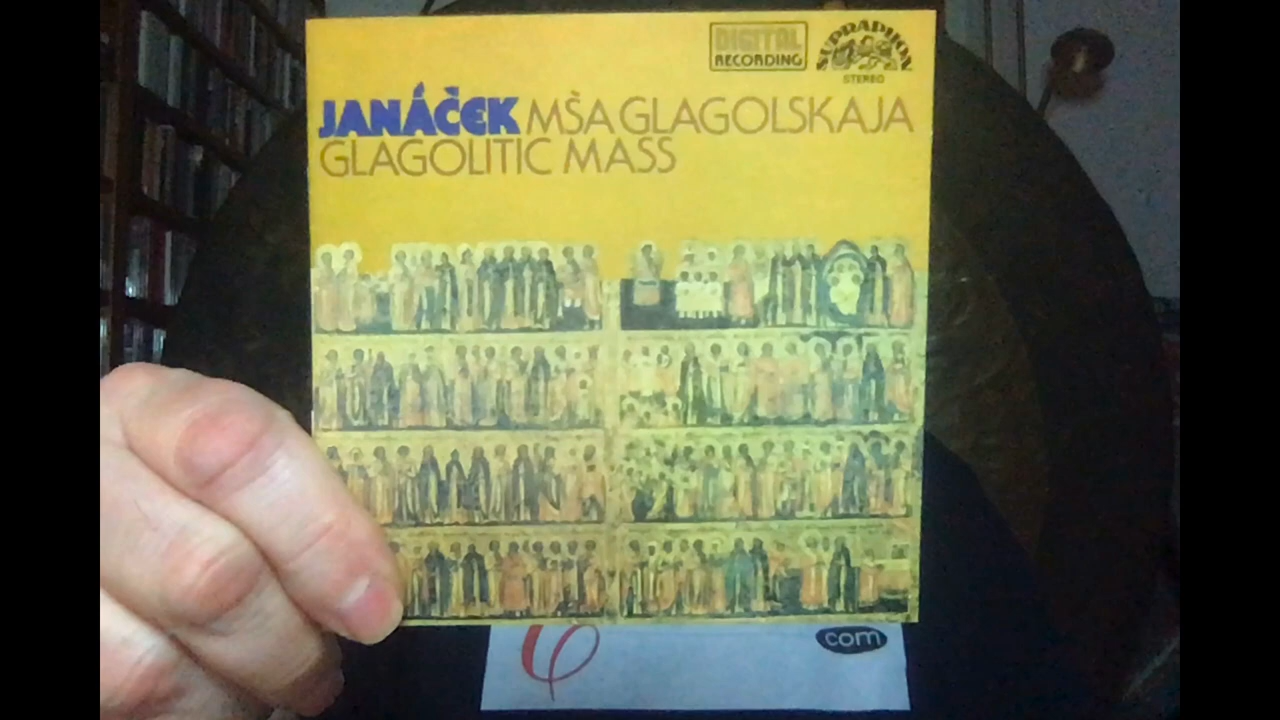 DIGITAL
RECORDING
SUPRAPHON
STEREO
JANÁČEK MŠA GLAGOLSKAJA
GLAGOLITIC MASS
com